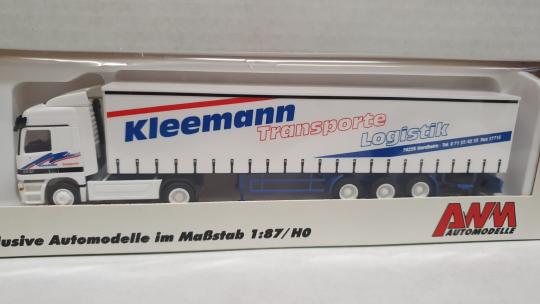 Kleemann
Transporte
Logistik
AWM
AUTOMODELLE
lusive Automodelle im Maßstab 1:87/H0